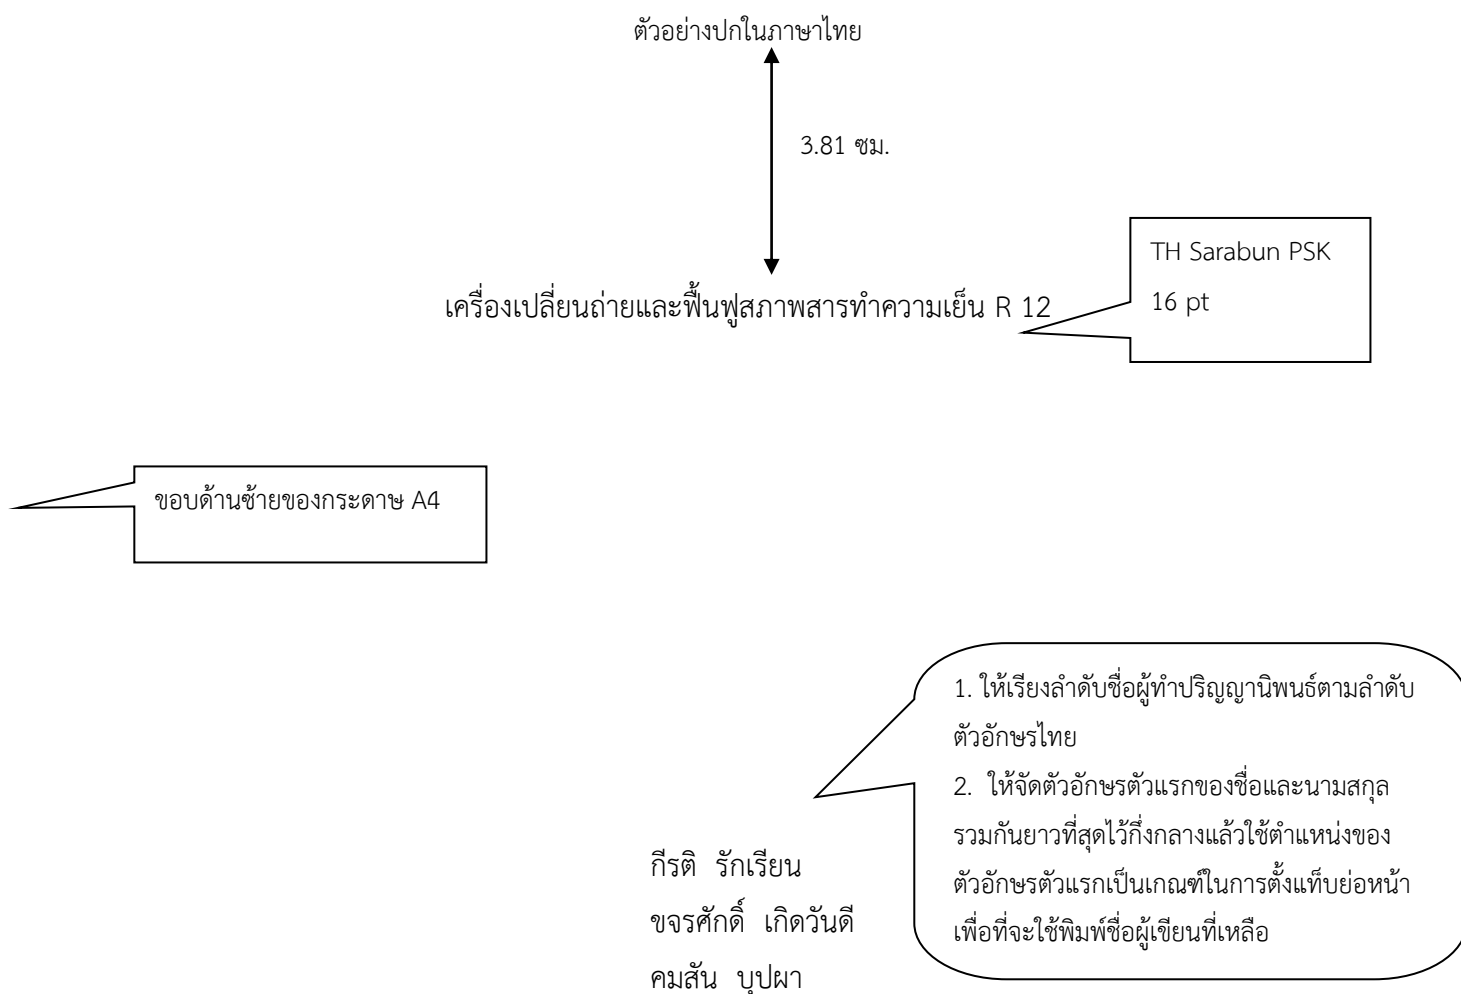 ตัวอย่างปกในภาษาไทย
3.81 ซม.
TH Sarabun PSK
16 pt
เครื่องเปลี่ยนถ่ายและฟื้นฟูสภาพสารทำความเย็น R 12
ขอบด้านซ้ายของกระดาษ A4
1. ให้เรียงลำดับชื่อผู้ทำปริญญานิพนธ์ตามลำดับ
ตัวอักษรไทย
2.  ให้จัดตัวอักษรตัวแรกของชื่อและนามสกุล
รวมกันยาวที่สุดไว้กึ่งกลางแล้วใช้ตำแหน่งของ
ตัวอักษรตัวแรกเป็นเกณฑ์ในการตั้งแท็บย่อหน้า
เพื่อที่จะใช้พิมพ์ชื่อผู้เขียนที่เหลือ
กีรติ  รักเรียน
ขจรศักดิ์  เกิดวันดี
คมสัน  บุปผา